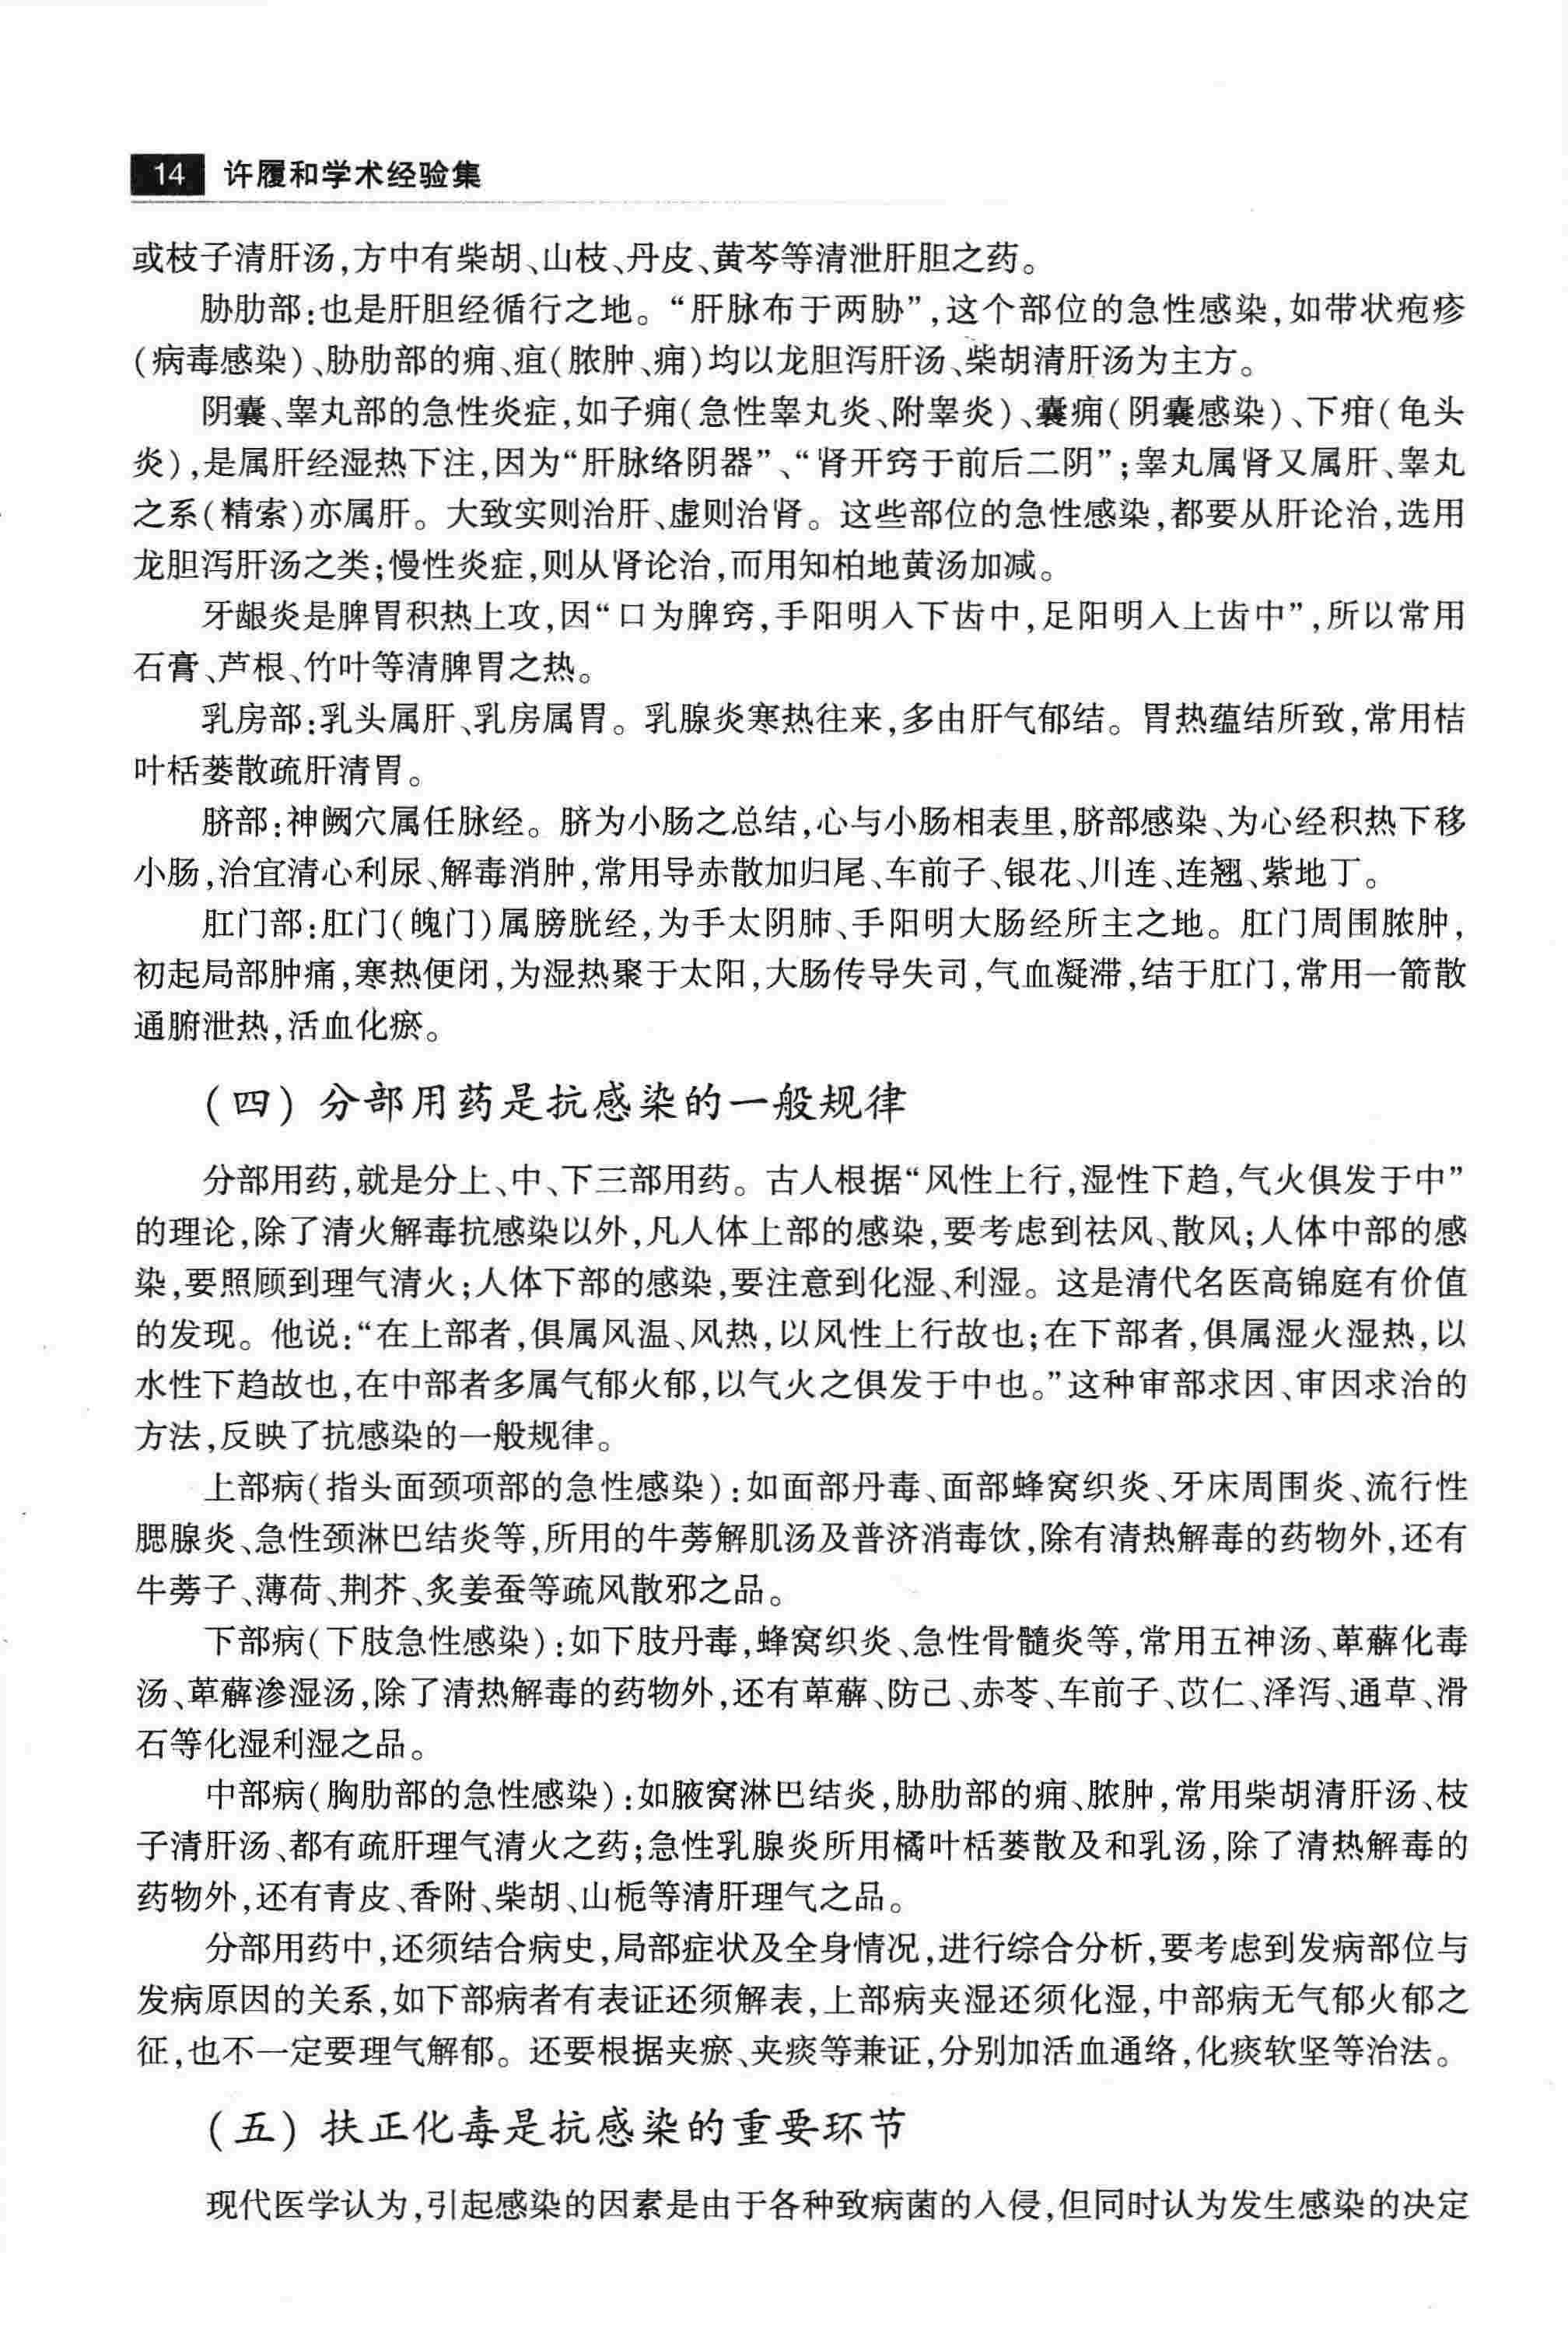 14 许履和学术经验集
或枝子清肝汤,方中有柴胡、山枝、丹皮、黄芩等清泄肝胆之药。
胁肋部:也是肝胆经循行之地。“肝脉布于两胁”,这个部位的急性感染,如带状疱疹
(病毒感染)、胁肋部的痈、疽(脓肿、痈)均以龙胆泻肝汤、柴胡清肝汤为主方。
阴囊、睾丸部的急性炎症,如子痈(急性睾丸炎、附睾炎)、囊痈(阴囊感染)、下疳(龟头
炎),是属肝经湿热下注,因为“肝脉络阴器”、“肾开窍于前后二阴”;睾丸属肾又属肝、睾丸
之系(精索)亦属肝。大致实则治肝、虚则治肾。这些部位的急性感染,都要从肝论治,选用
龙胆泻肝汤之类;慢性炎症,则从肾论治,而用知柏地黄汤加减。
牙龈炎是脾胃积热上攻,因“口为脾窍,手阳明入下齿中,足阳明入上齿中”,所以常用
石膏、芦根、竹叶等清脾胃之热。
乳房部:乳头属肝、乳房属胃。乳腺炎寒热往来,多由肝气郁结。胃热蕴结所致,常用桔
叶栝蒌散疏肝清胃。
脐部:神阙穴属任脉经。脐为小肠之总结,心与小肠相表里,脐部感染、为心经积热下移
小肠,治宜清心利尿、解毒消肿,常用导赤散加归尾、车前子、银花、川连、连翘、紫地丁。
肛门部:肛门(魄门)属膀胱经,为手太阴肺、手阳明大肠经所主之地。肛门周围脓肿,
初起局部肿痛,寒热便闭,为湿热聚于太阳,大肠传导失司,气血凝滞,结于肛门,常用一箭散
通腑泄热,活血化瘀。
(四) 分部用药是抗感染的一般规律
分部用药,就是分上、中、下三部用药。古人根据“风性上行,湿性下趋,气火俱发于中”
的理论,除了清火解毒抗感染以外,凡人体上部的感染,要考虑到祛风、散风;人体中部的感
染,要照顾到理气清火;人体下部的感染,要注意到化湿、利湿。这是清代名医高锦庭有价值
的发现。他说:“在上部者,俱属风温、风热,以风性上行故也;在下部者,俱属湿火湿热,以
水性下趋故也,在中部者多属气郁火郁,以气火之俱发于中也。”这种审部求因、审因求治的
方法,反映了抗感染的一般规律。
上部病(指头面颈项部的急性感染):如面部丹毒、面部蜂窝织炎、牙床周围炎、流行性
腮腺炎、急性颈淋巴结炎等,所用的牛蒡解肌汤及普济消毒饮,除有清热解毒的药物外,还有
牛蒡子、薄荷、荆芥、炙姜蚕等疏风散邪之品。
下部病(下肢急性感染):如下肢丹毒,蜂窝织炎、急性骨髓炎等,常用五神汤、萆薢化毒
汤、萆薢渗湿汤,除了清热解毒的药物外,还有萆薢、防己、赤苓、车前子、苡仁、泽泻、通草、滑
石等化湿利湿之品。
中部病(胸肋部的急性感染):如腋窝淋巴结炎,胁肋部的痈、脓肿,常用柴胡清肝汤、枝
子清肝汤、都有疏肝理气清火之药;急性乳腺炎所用橘叶栝蒌散及和乳汤,除了清热解毒的
药物外,还有青皮、香附、柴胡、山栀等清肝理气之品。
分部用药中,还须结合病史,局部症状及全身情况,进行综合分析,要考虑到发病部位与
发病原因的关系,如下部病者有表证还须解表,上部病夹湿还须化湿,中部病无气郁火郁之
征,也不一定要理气解郁。还要根据夹瘀、夹痰等兼证,分别加活血通络,化痰软坚等治法。
(五) 扶正化毒是抗感染的重要环节
现代医学认为,引起感染的因素是由于各种致病菌的入侵,但同时认为发生感染的决定